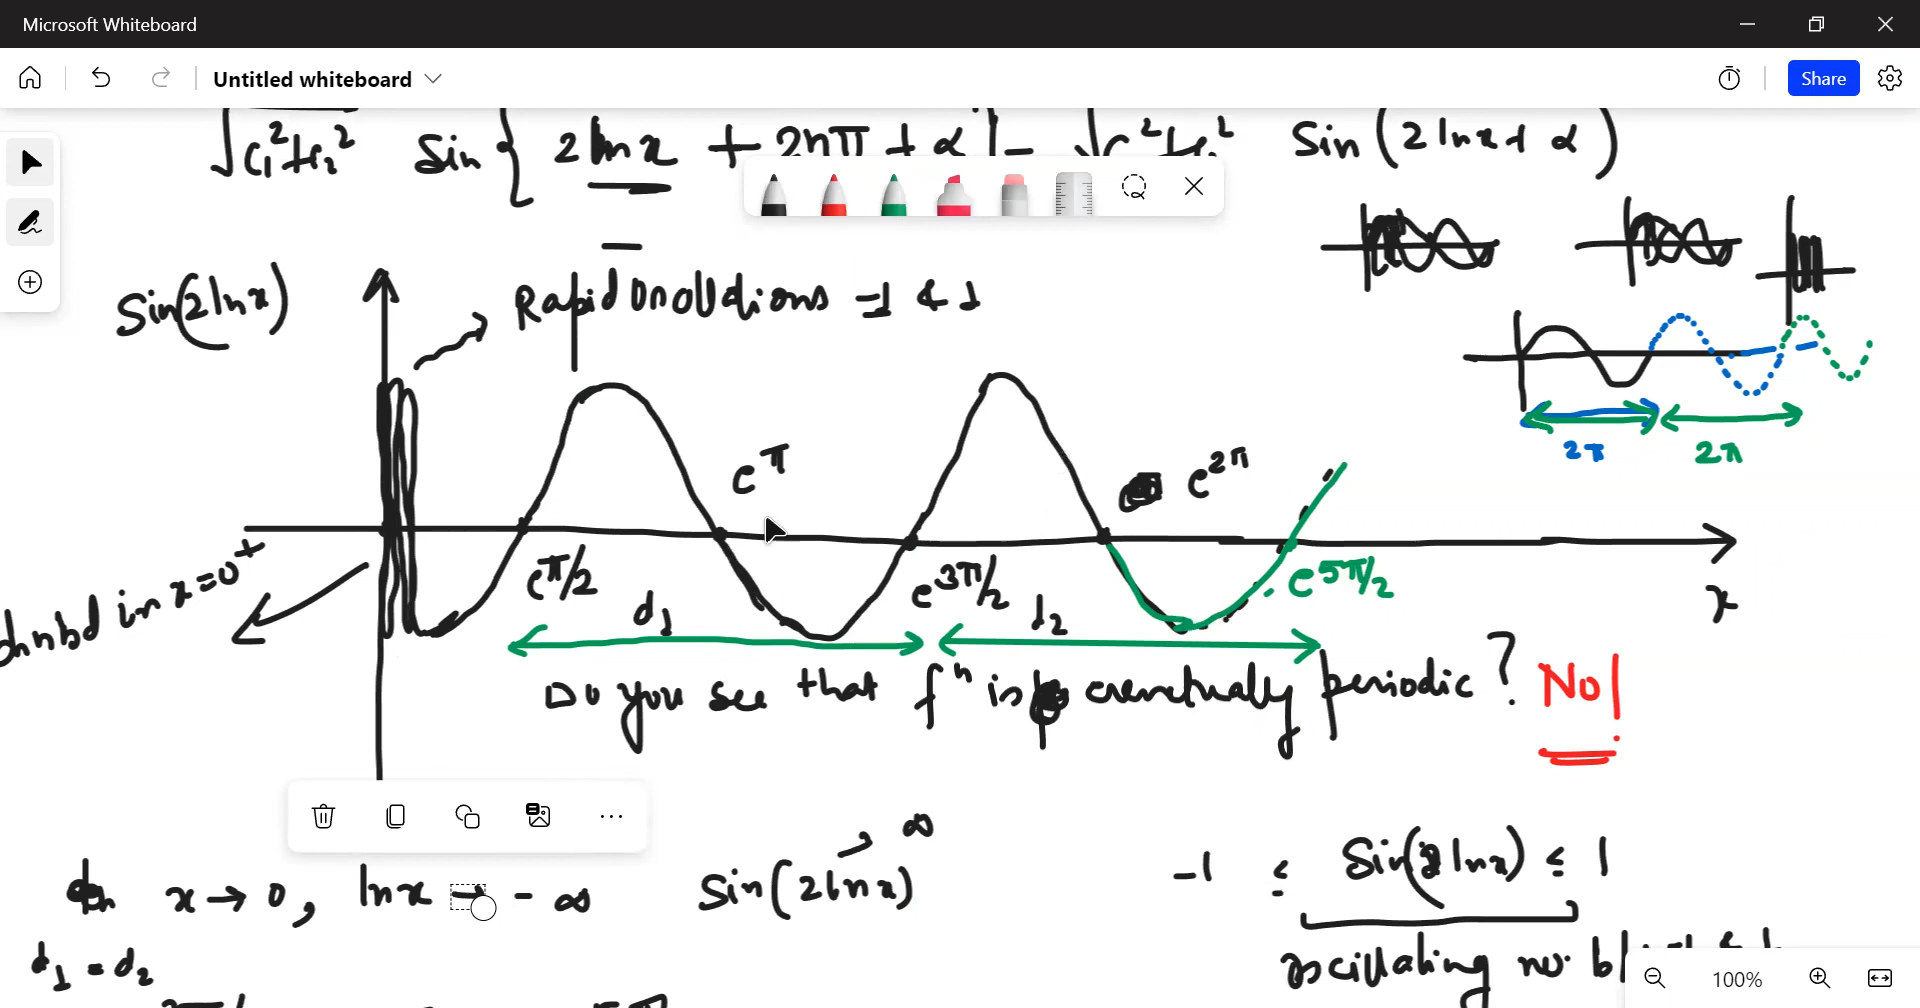 Microsoft Whiteboard
Untitled whiteboard
Share
√c₁²+c₂² Sin{ 2 ln x + 2nπ + α } = √c₁²+c₂² Sin (2 ln x + α)
Sin(2 ln x)
Rapid -1 & 1
2π 2π
e^π e^2π
in x=0⁺
e^π/2 e^3π/2 e^5π/2
d₁ d₂
x
Do you see that fⁿ is eventually periodic? No!
x → 0, ln x → -∞ Sin(2 ln x) → ∞
-1 ≤ Sin(2 ln x) ≤ 1
d₁ = d₂
oscillating no.
100%